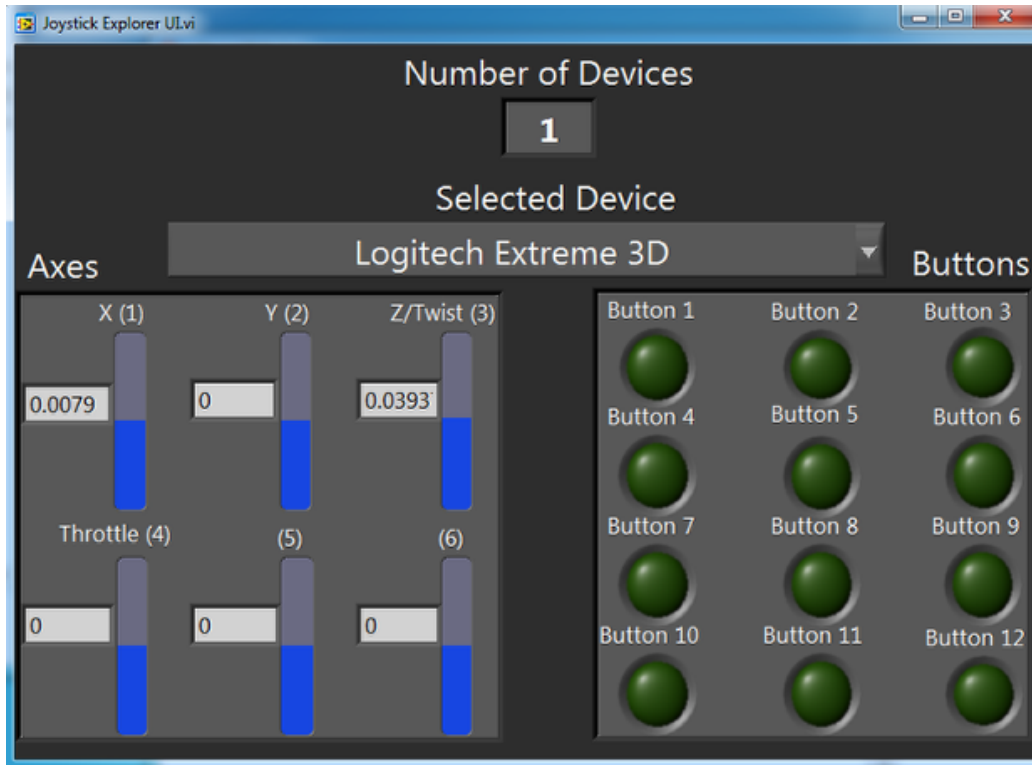 Joystick Explorer UI.vi
Number of Devices
1
Selected Device
Logitech Extreme 3D
Axes
Buttons
X (1) Y (2) Z/Twist (3)
0.0079 0 0.0393
Throttle (4) (5) (6)
0 0 0
Button 1 Button 2 Button 3
Button 4 Button 5 Button 6
Button 7 Button 8 Button 9
Button 10 Button 11 Button 12